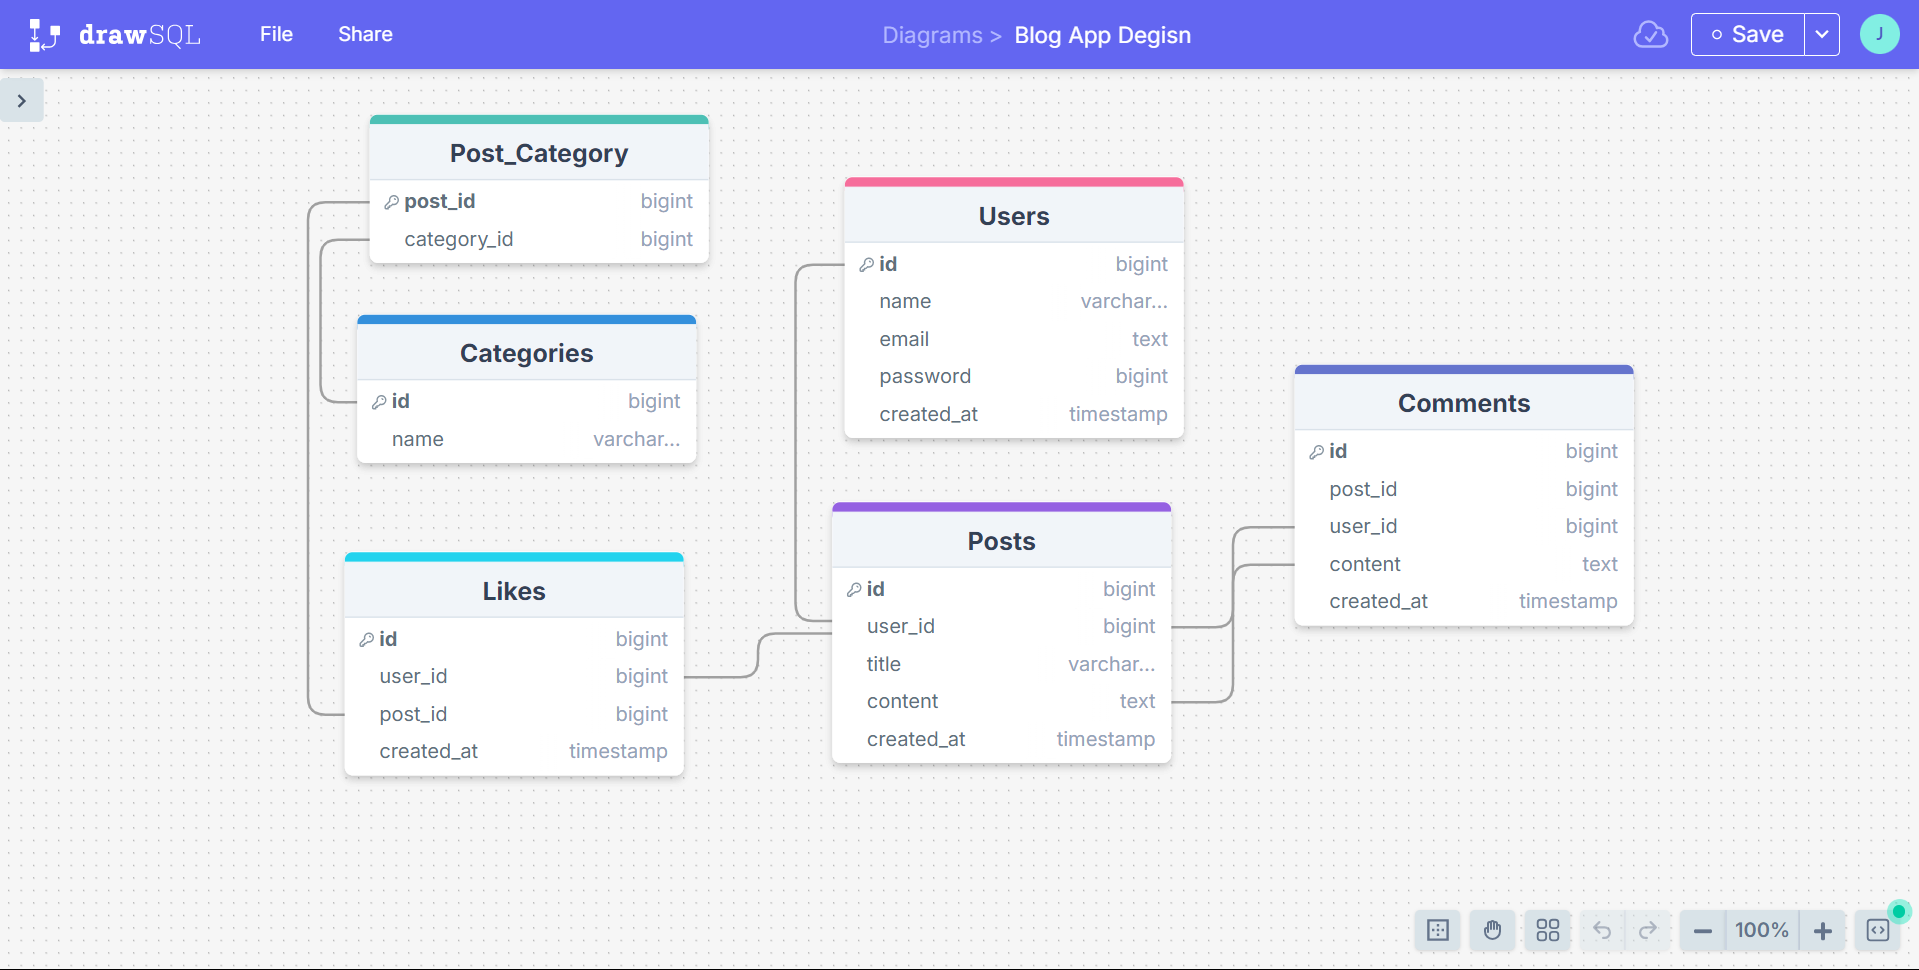 drawSQL File Share Diagrams > Blog App Degisn Save J
Post_Category
post_id bigint
category_id bigint
Categories
id bigint
name varchar...
Likes
id bigint
user_id bigint
post_id bigint
created_at timestamp
Users
id bigint
name varchar...
email text
password bigint
created_at timestamp
Posts
id bigint
user_id bigint
title varchar...
content text
created_at timestamp
Comments
id bigint
post_id bigint
user_id bigint
content text
created_at timestamp
100%